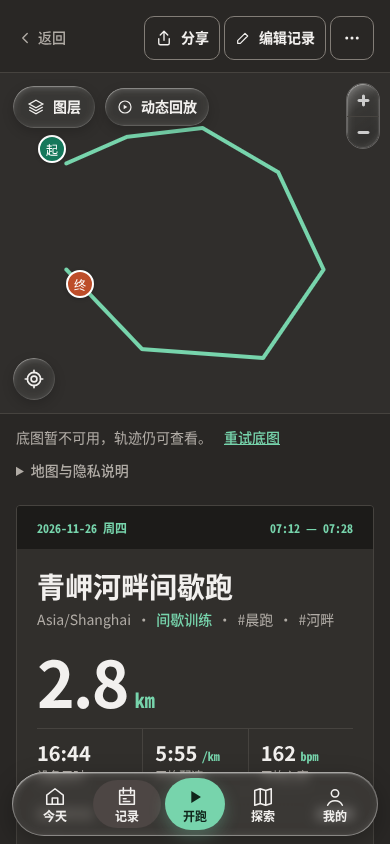 返回
分享
编辑记录
图层
动态回放
起
终
底图暂不可用，轨迹仍可查看。 重试底图
地图与隐私说明
2026-11-26 周四
07:12 — 07:28
青岬河畔间歇跑
Asia/Shanghai · 间歇训练 · #晨跑 · #河畔
2.8 km
16:44
5:55 /km
162 bpm
今天
记录
开跑
探索
我的